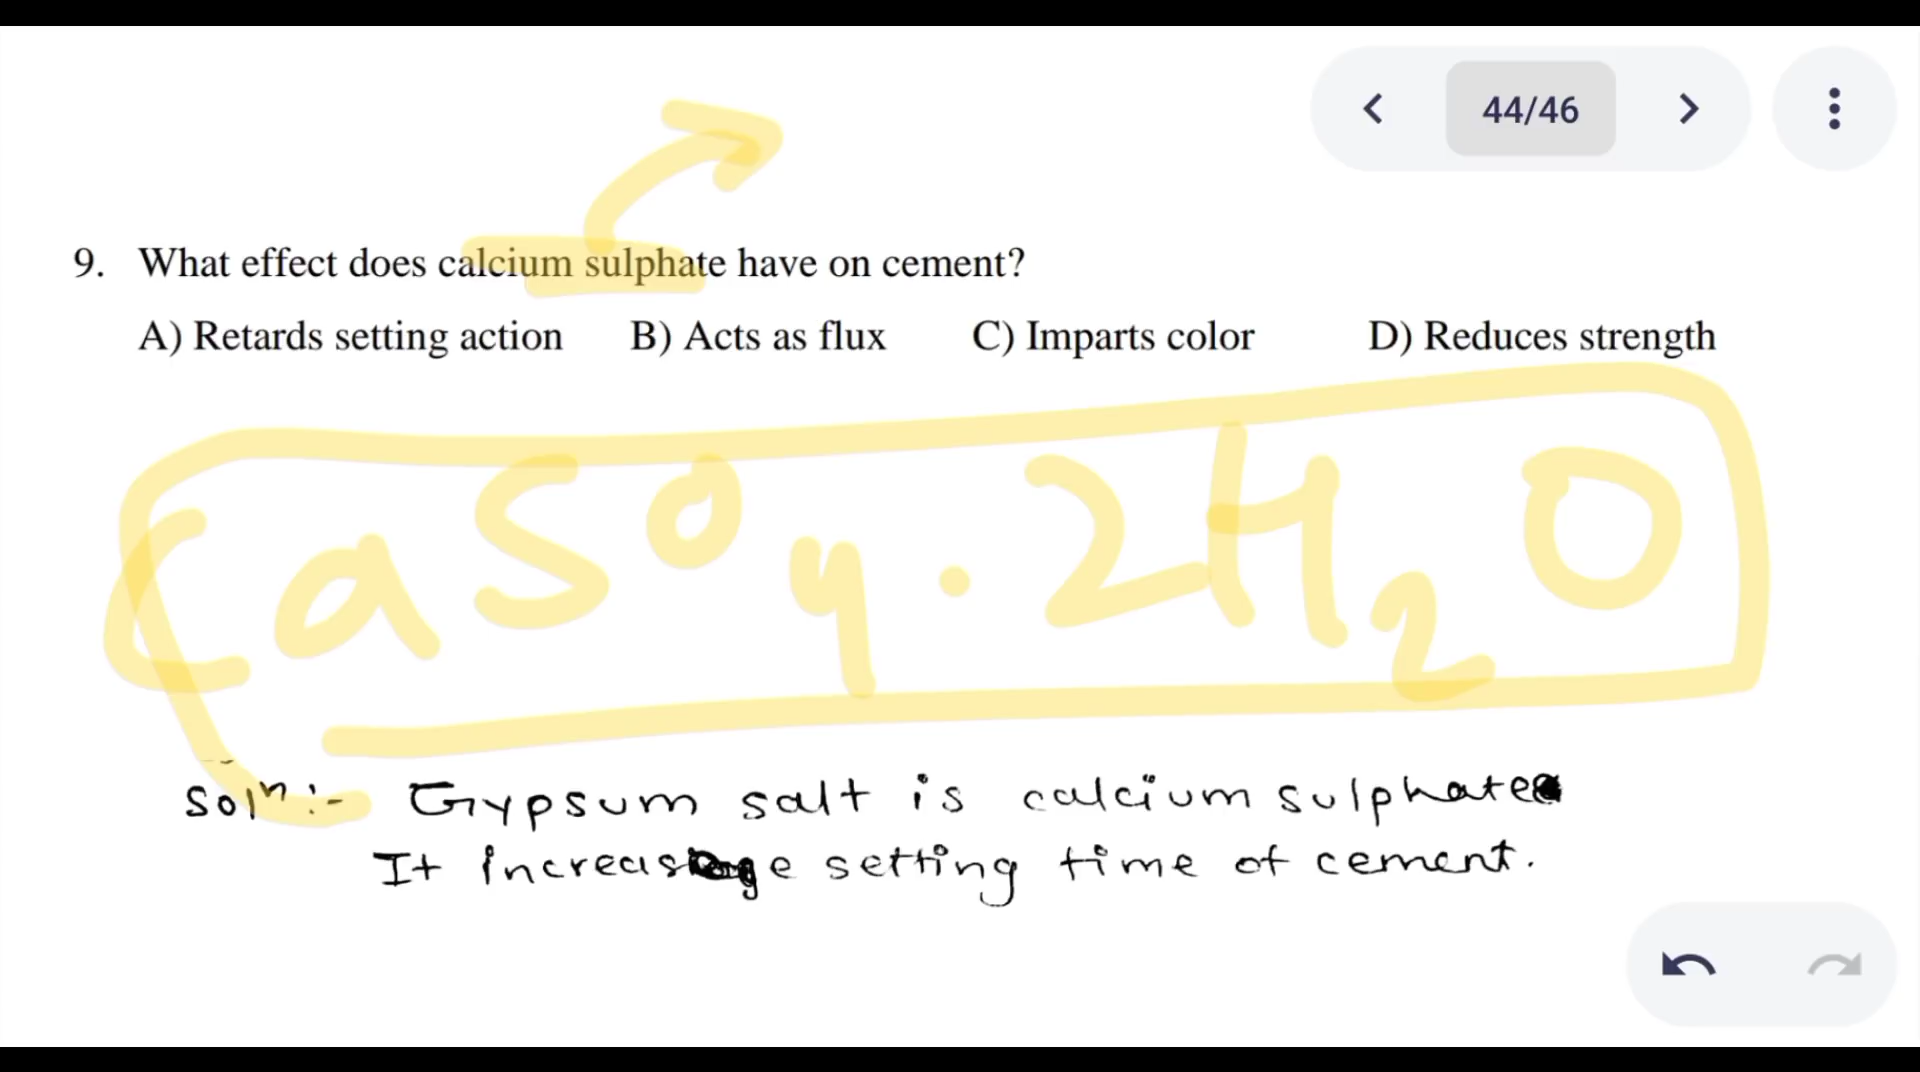 44/46
9. What effect does calcium sulphate have on cement?
A) Retards setting action B) Acts as flux C) Imparts color D) Reduces strength
CaSO4.2H2O
Soln:- Gypsum salt is calcium sulphate
It increase setting time of cement.